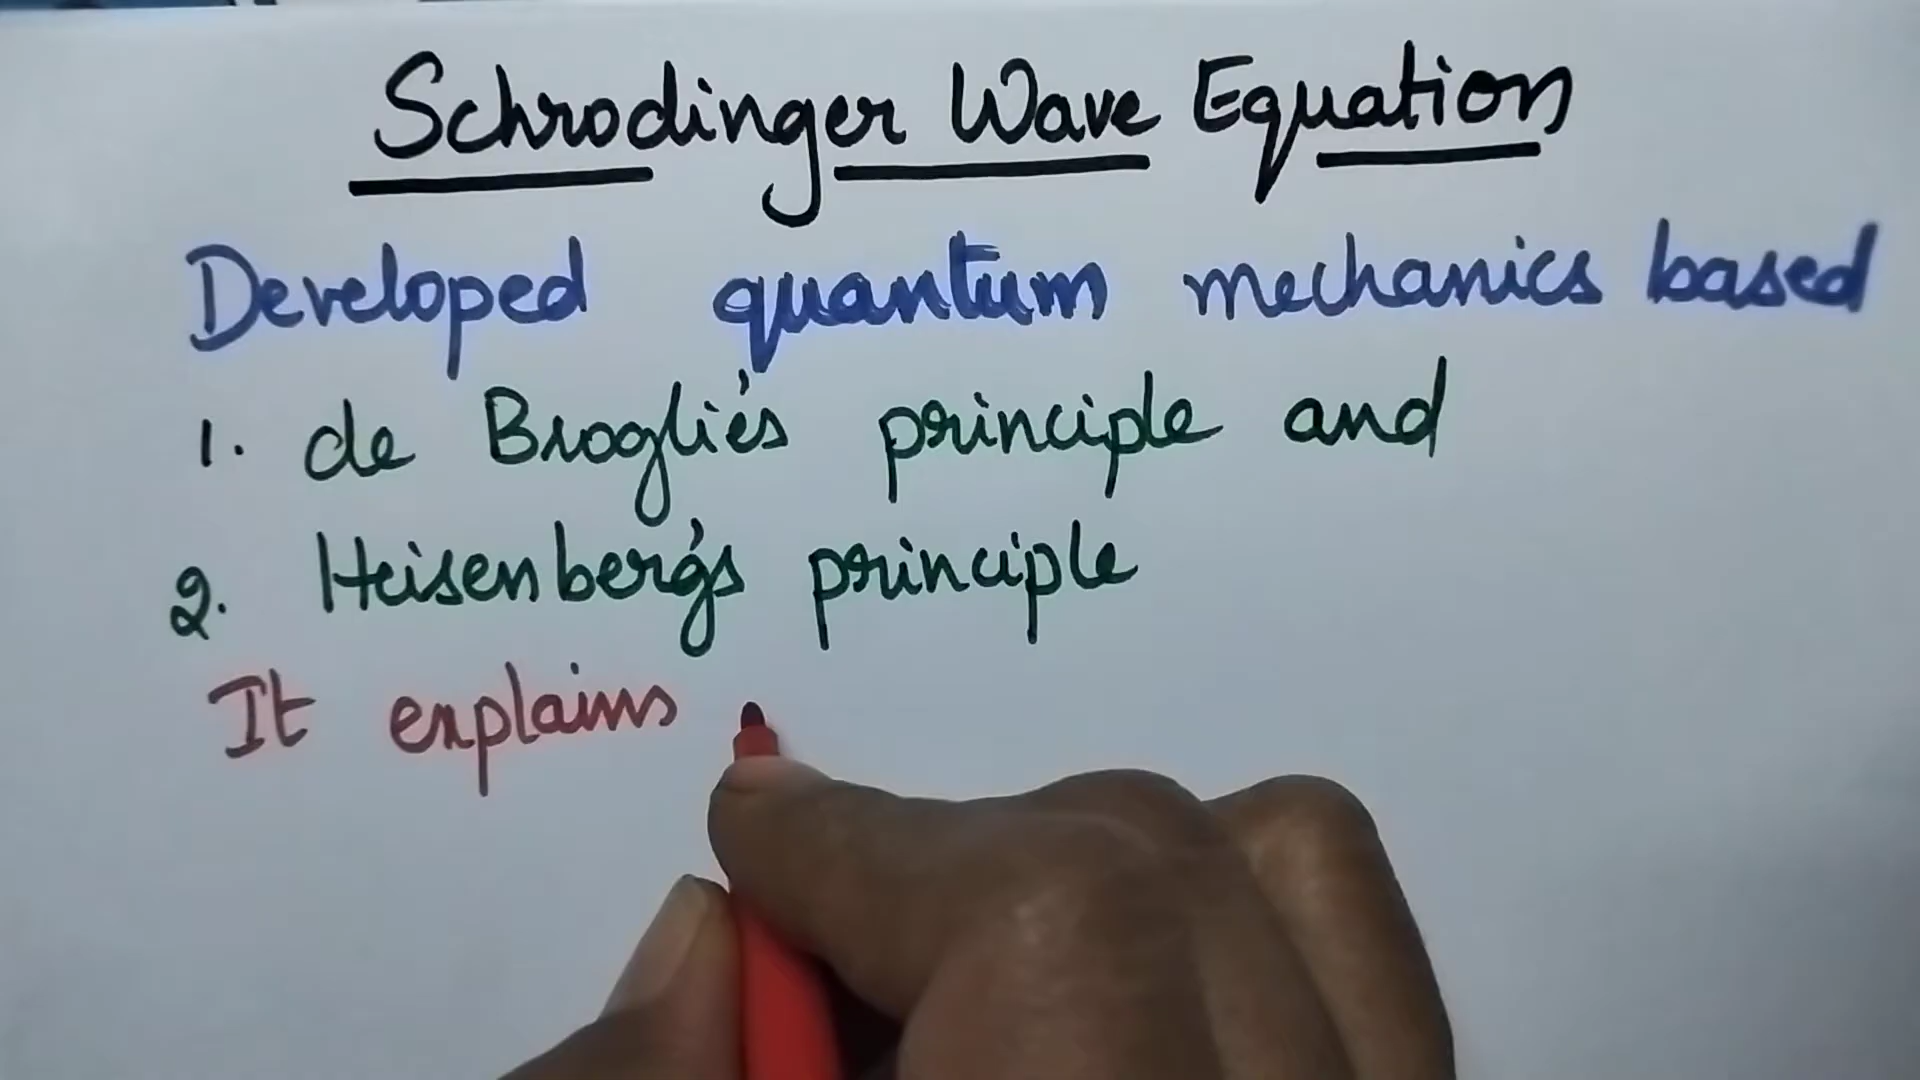 Schrodinger Wave Equation
Developed quantum mechanics based
1. de Broglie's principle and
2. Heisenberg's principle
It explains